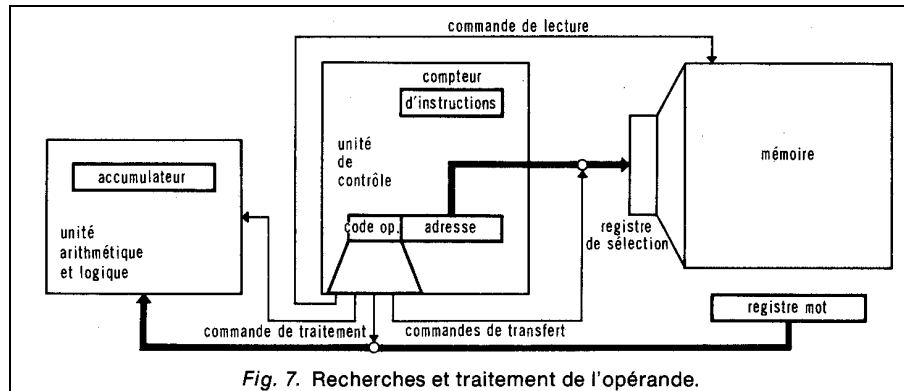 commande de lecture
compteur
d'instructions
unité
de
contrôle
mémoire
accumulateur
code op.
adresse
registre
de sélection
unité
arithmétique
et logique
registre mot
commande de traitement
commandes de transfert
Fig. 7. Recherches et traitement de l'opérande.